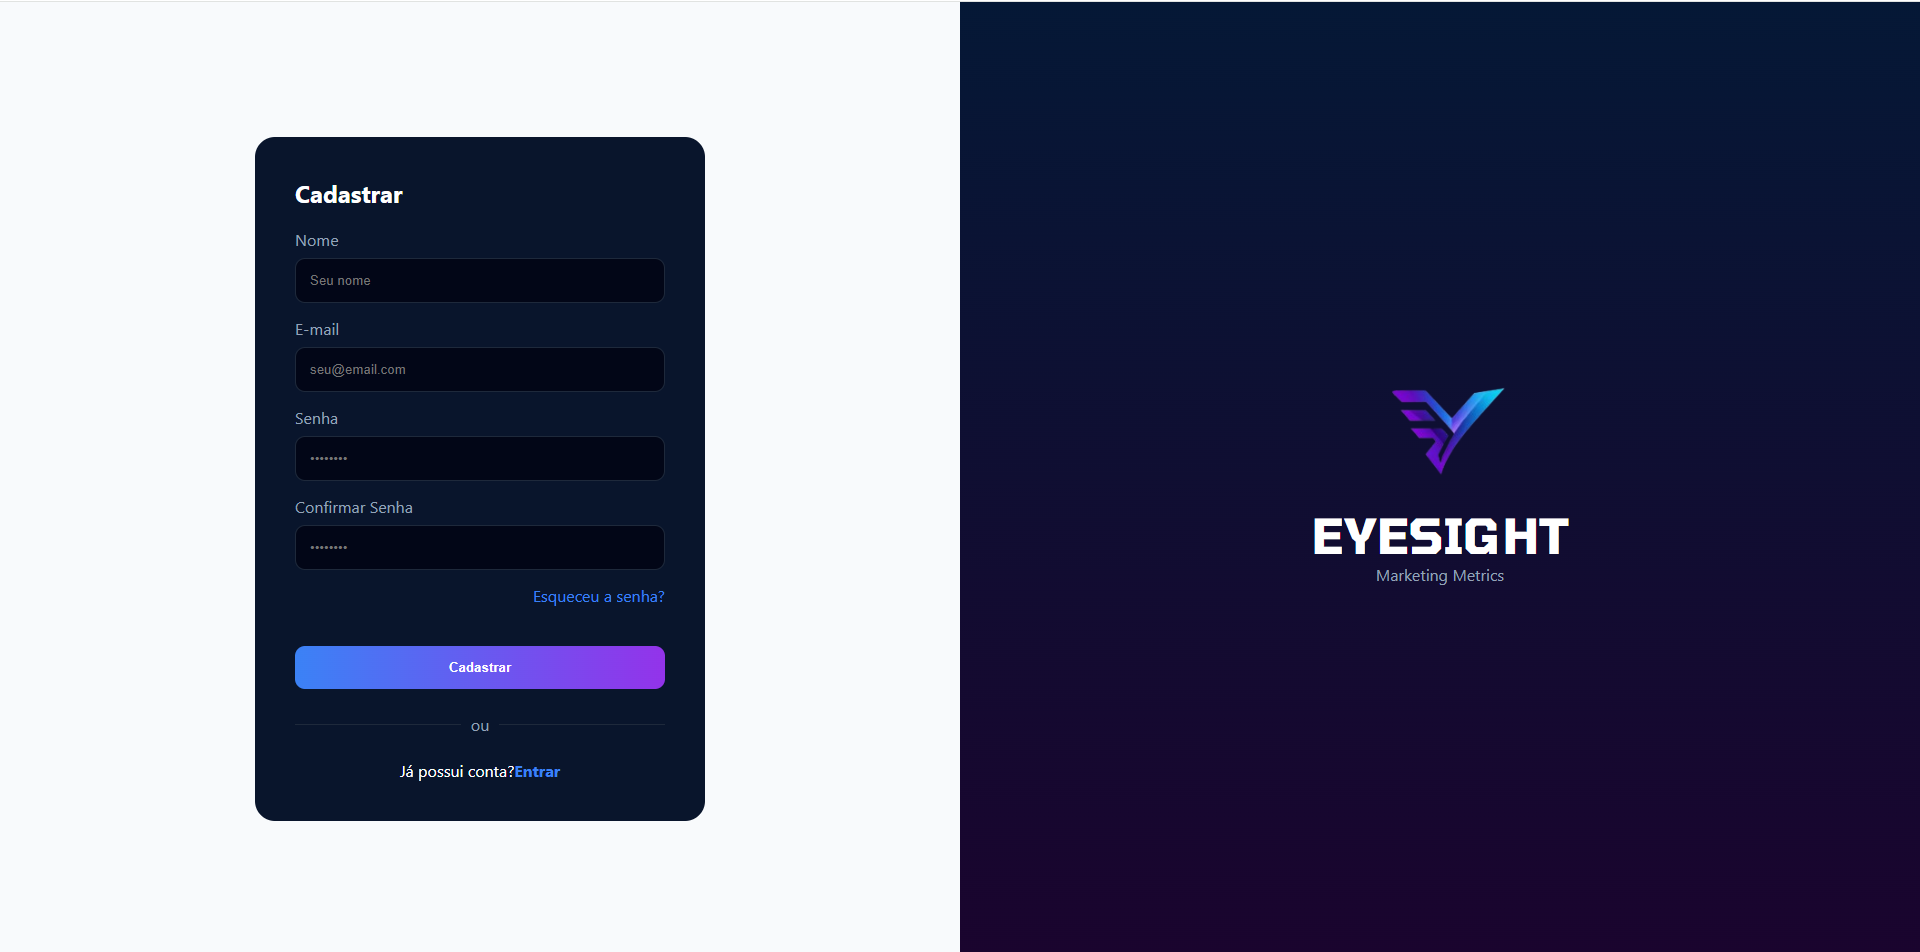 Cadastrar
Nome
Seu nome
E-mail
seu@email.com
Senha
••••••••
Confirmar Senha
••••••••
Esqueceu a senha?
Cadastrar
ou
Já possui conta?Entrar
EYESIGHT
Marketing Metrics